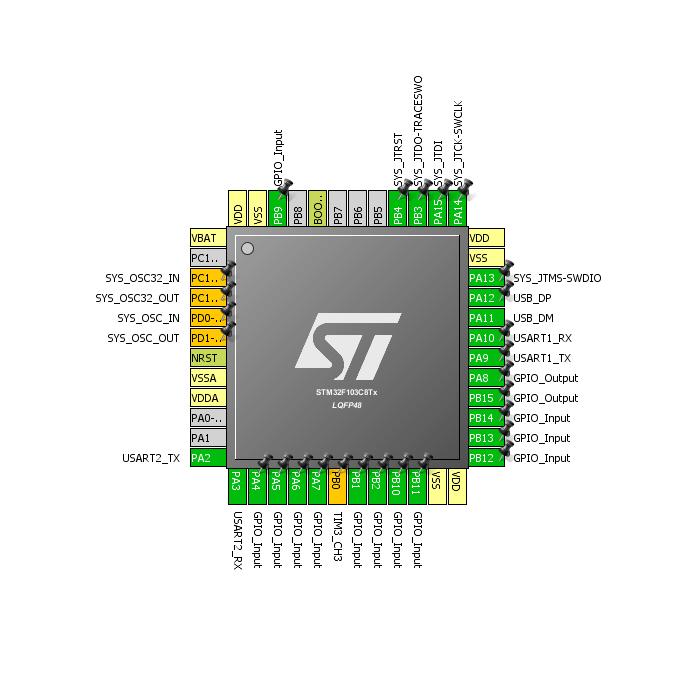 SYS_JTRST
SYS_JTDO-TRACESWO
SYS_JTDI
SYS_JTCK-SWCLK
GPIO_Input
VDD
VSS
PB9
PB8
BOO..
PB7
PB6
PB5
PB4
PB3
PA15
PA14
VBAT
PC1..
SYS_OSC32_IN PC1..
SYS_OSC32_OUT PC1..
SYS_OSC_IN PD0-..
SYS_OSC_OUT PD1-..
NRST
VSSA
VDDA
PA0-..
PA1
USART2_TX PA2
ST
STM32F103C8Tx
LQFP48
VDD
VSS
PA13 SYS_JTMS-SWDIO
PA12 USB_DP
PA11 USB_DM
PA10 USART1_RX
PA9 USART1_TX
PA8 GPIO_Output
PB15 GPIO_Output
PB14 GPIO_Input
PB13 GPIO_Input
PB12 GPIO_Input
PA3
PA4
PA5
PA6
PA7
PB0
PB1
PB2
PB10
PB11
VSS
VDD
USART2_RX
GPIO_Input
GPIO_Input
GPIO_Input
GPIO_Input
TIM3_CH3
GPIO_Input
GPIO_Input
GPIO_Input
GPIO_Input